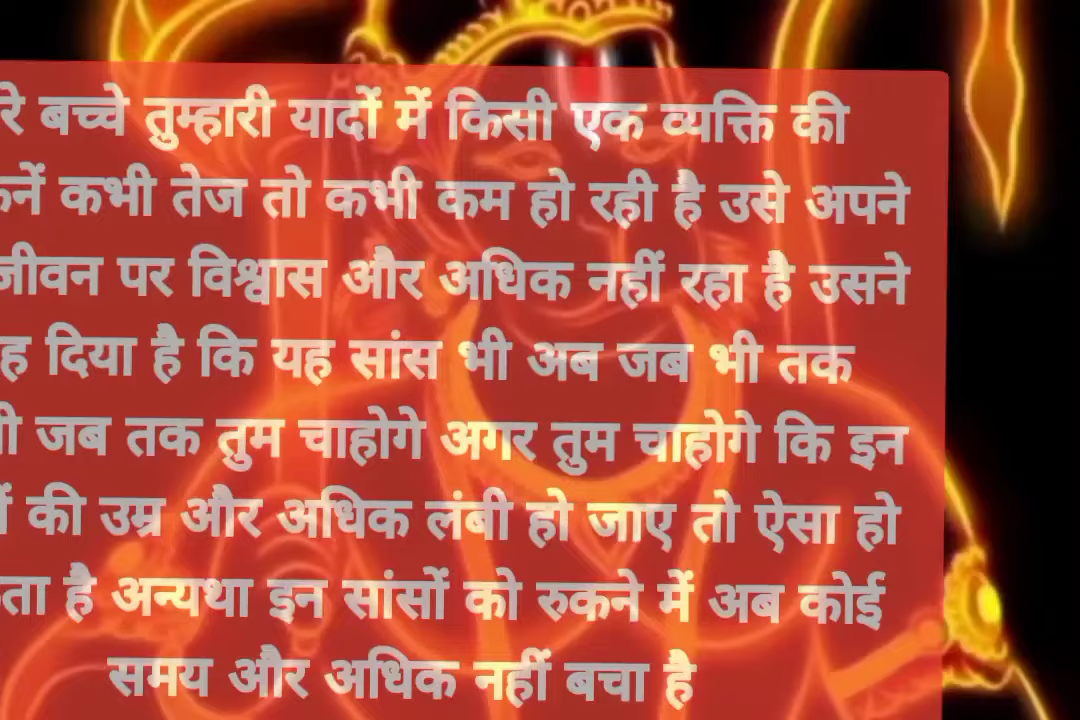 रे बच्चे तुम्हारी यादों में किसी एक व्यक्ति की
कभी तेज तो कभी कम हो रही है उसे अपने
जीवन पर विश्वास और अधिक नहीं रहा है उसने
दिया है कि यह सांस भी अब जब भी तक
जब तक तुम चाहोगे अगर तुम चाहोगे कि इन
की उम्र और अधिक लंबी हो जाए तो ऐसा हो
है अन्यथा इन सांसों को रुकने में अब कोई
समय और अधिक नहीं बचा है